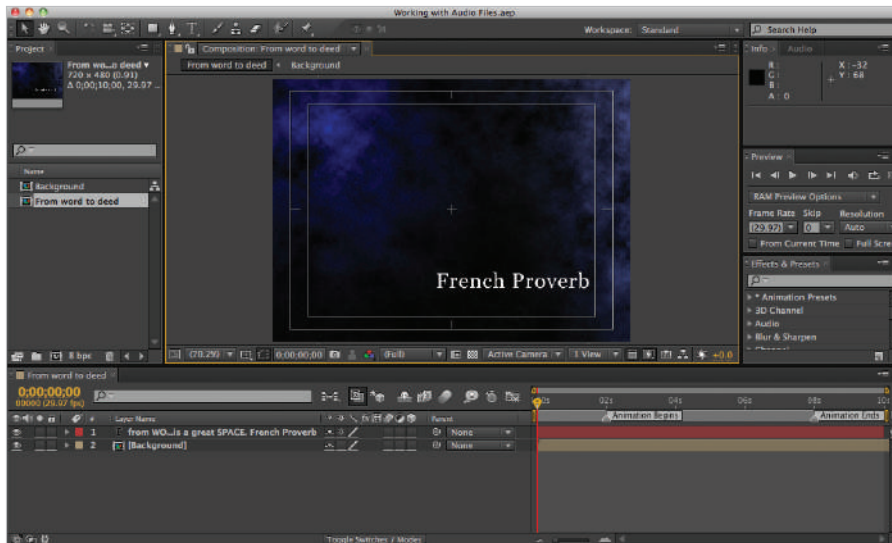 Working with Audio Files.aep
Workspace: Standard
Search Help
Project
From wo...o deed ▼
720 x 480 (0.91)
Δ 0;00;10;00, 29.97 ...
Name
Background
From word to deed
8 bpc
Composition: From word to deed
From word to deed
Background
French Proverb
(70.2%)
0;00;00;00
(Full)
Active Camera
1 View
+0.0
Info
Audio
R :
G :
B :
A : 0
X : -32
Y : 68
Preview
RAM Preview Options
Frame Rate Skip Resolution
(29.97) 0 Auto
From Current Time Full Scre
Effects & Presets
* Animation Presets
3D Channel
Audio
Blur & Sharpen
Channel
From word to deed
0;00;00;00
00000 (29.97 fps)
# Layer Name Parent
1 from WO...is a great SPACE. French Proverb None
2 [Background] None
02s 04s 06s 08s 10s
Animation Begins Animation Ends
Toggle Switches / Modes